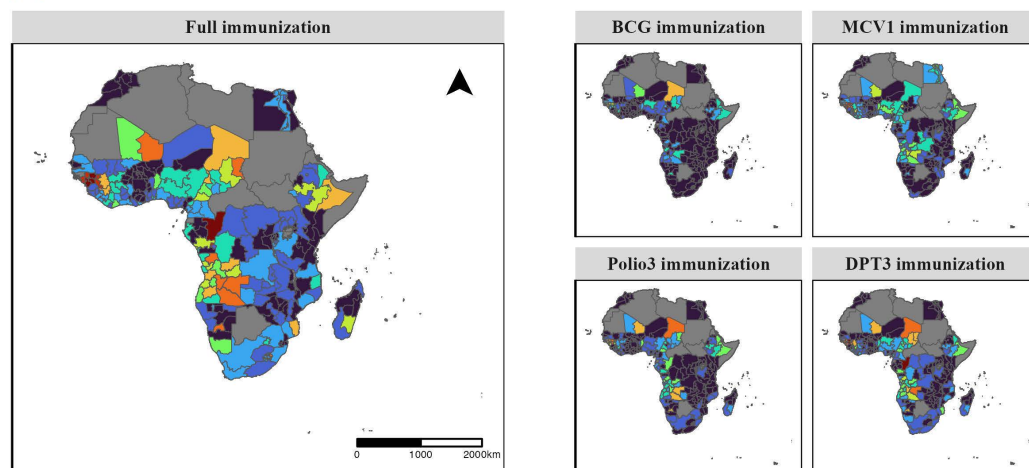 Full immunization
BCG immunization
MCV1 immunization
Polio3 immunization
DPT3 immunization
0 1000 2000km